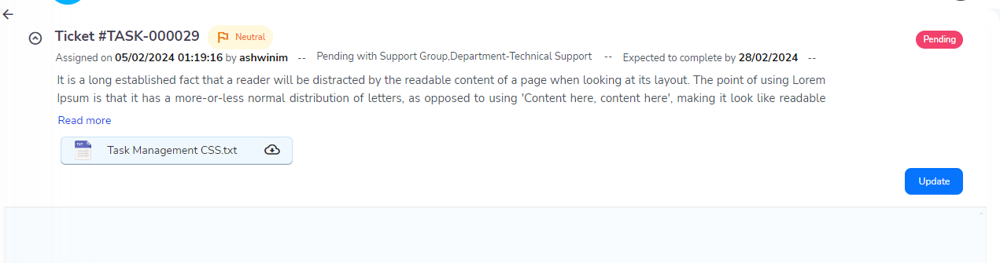 Ticket #TASK-000029 Neutral Pending
Assigned on 05/02/2024 01:19:16 by ashwinim -- Pending with Support Group,Department-Technical Support -- Expected to complete by 28/02/2024 --
It is a long established fact that a reader will be distracted by the readable content of a page when looking at its layout. The point of using Lorem
Ipsum is that it has a more-or-less normal distribution of letters, as opposed to using 'Content here, content here', making it look like readable
Read more
TXT Task Management CSS.txt
Update